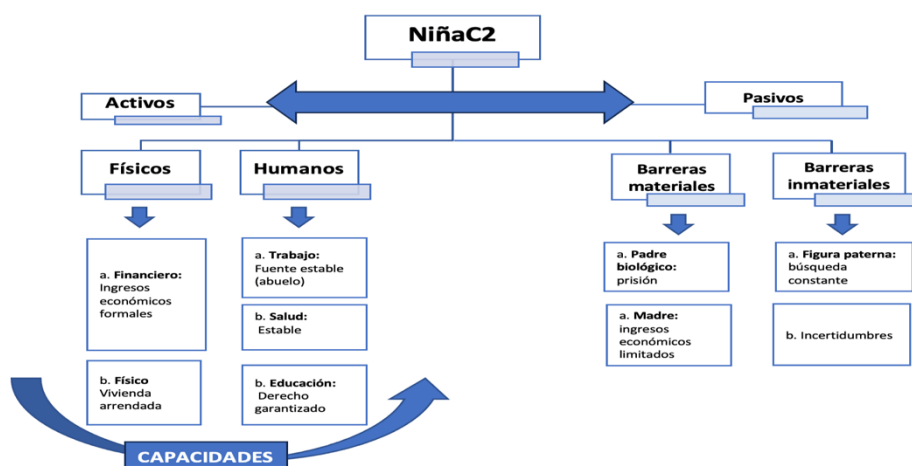 NiñaC2
Activos
Pasivos
Físicos
Humanos
Barreras
materiales
Barreras
inmateriales
a. Financiero:
Ingresos
económicos
formales
b. Físico
Vivienda
arrendada
a. Trabajo:
Fuente estable
(abuelo)
b. Salud:
Estable
b. Educación:
Derecho
garantizado
a. Padre
biológico:
prisión
a. Madre:
ingresos
económicos
limitados
a. Figura paterna:
búsqueda
constante
b. Incertidumbres
CAPACIDADES